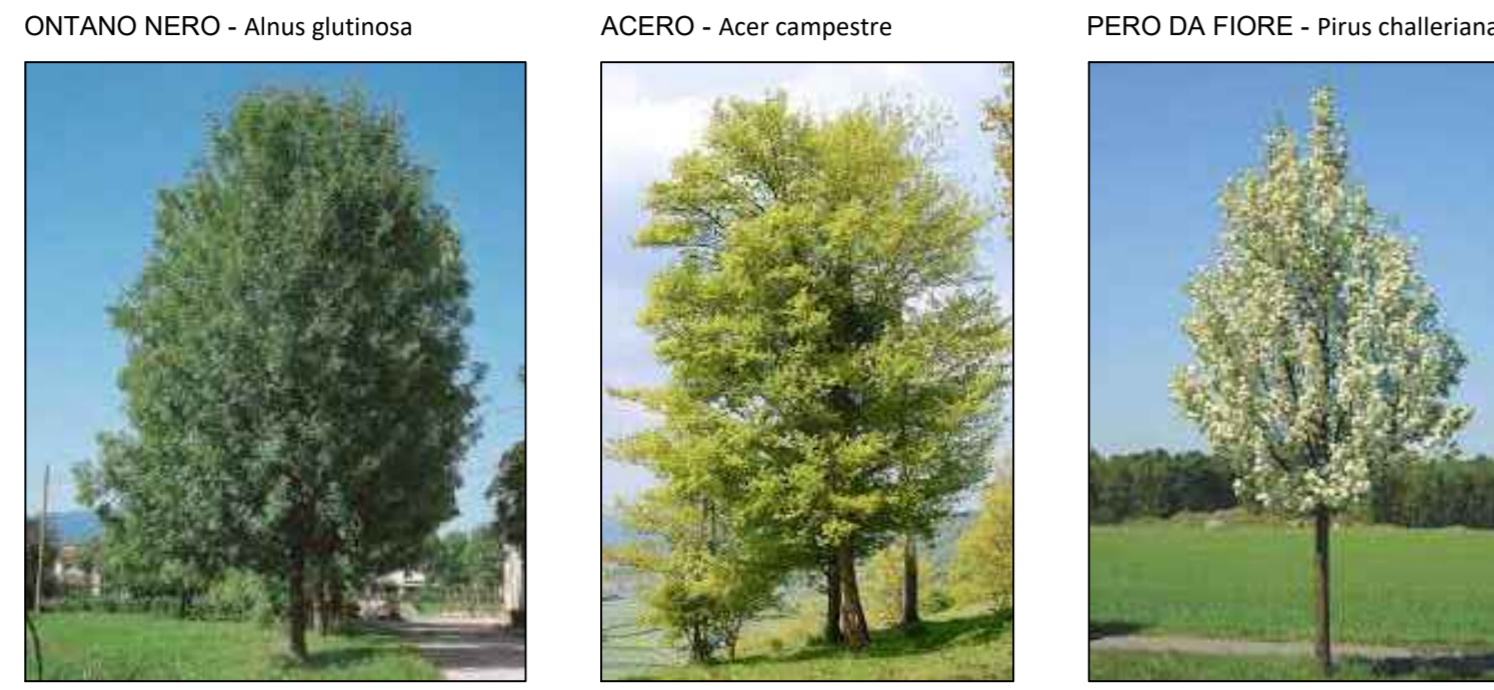 ONTANO NERO - Alnus glutinosa
ACERO - Acer campestre
PERO DA FIORE - Pirus challeriana